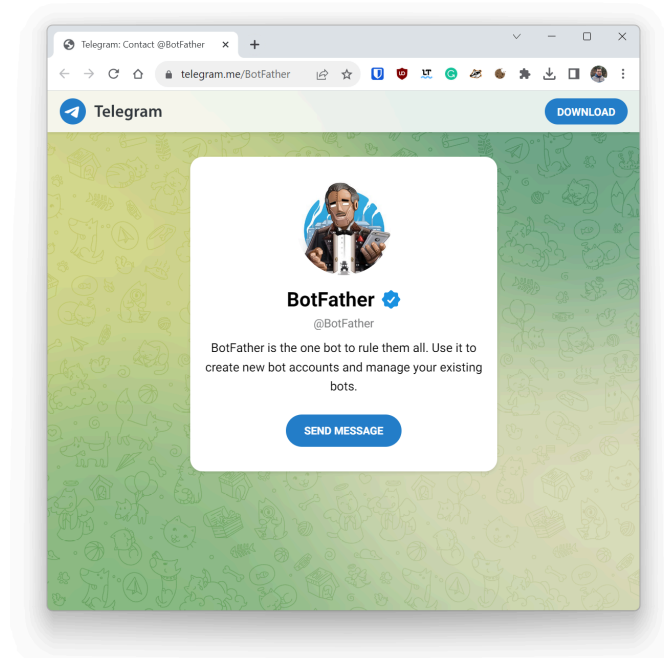 Telegram: Contact @BotFather
telegram.me/BotFather
LT
G
Telegram
DOWNLOAD
BotFather
@BotFather
BotFather is the one bot to rule them all. Use it to
create new bot accounts and manage your existing
bots.
SEND MESSAGE